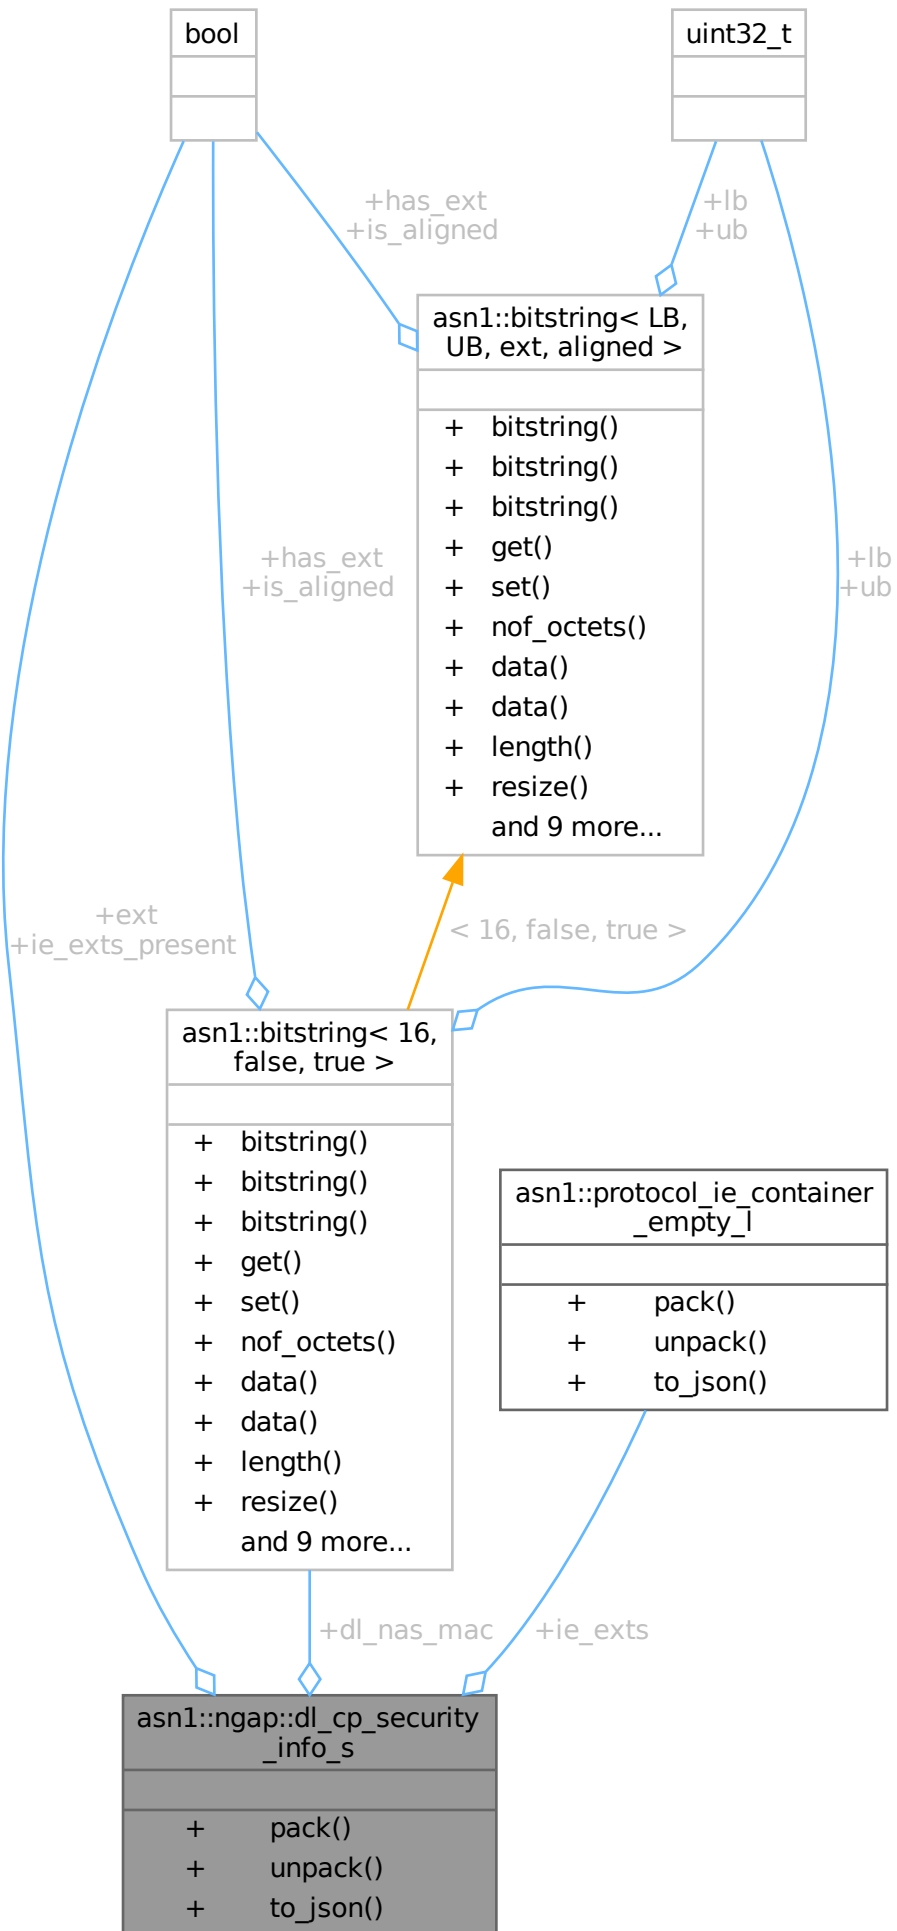 bool
uint32_t
+has_ext
+is_aligned
+lb
+ub
asn1::bitstring< LB,
UB, ext, aligned >
+ bitstring()
+ bitstring()
+ bitstring()
+ get()
+ set()
+ nof_octets()
+ data()
+ data()
+ length()
+ resize()
and 9 more...
+has_ext
+is_aligned
+lb
+ub
+ext
+ie_exts_present
< 16, false, true >
asn1::bitstring< 16,
false, true >
+ bitstring()
+ bitstring()
+ bitstring()
+ get()
+ set()
+ nof_octets()
+ data()
+ data()
+ length()
+ resize()
and 9 more...
asn1::protocol_ie_container
_empty_l
+ pack()
+ unpack()
+ to_json()
+dl_nas_mac
+ie_exts
asn1::ngap::dl_cp_security
_info_s
+ pack()
+ unpack()
+ to_json()